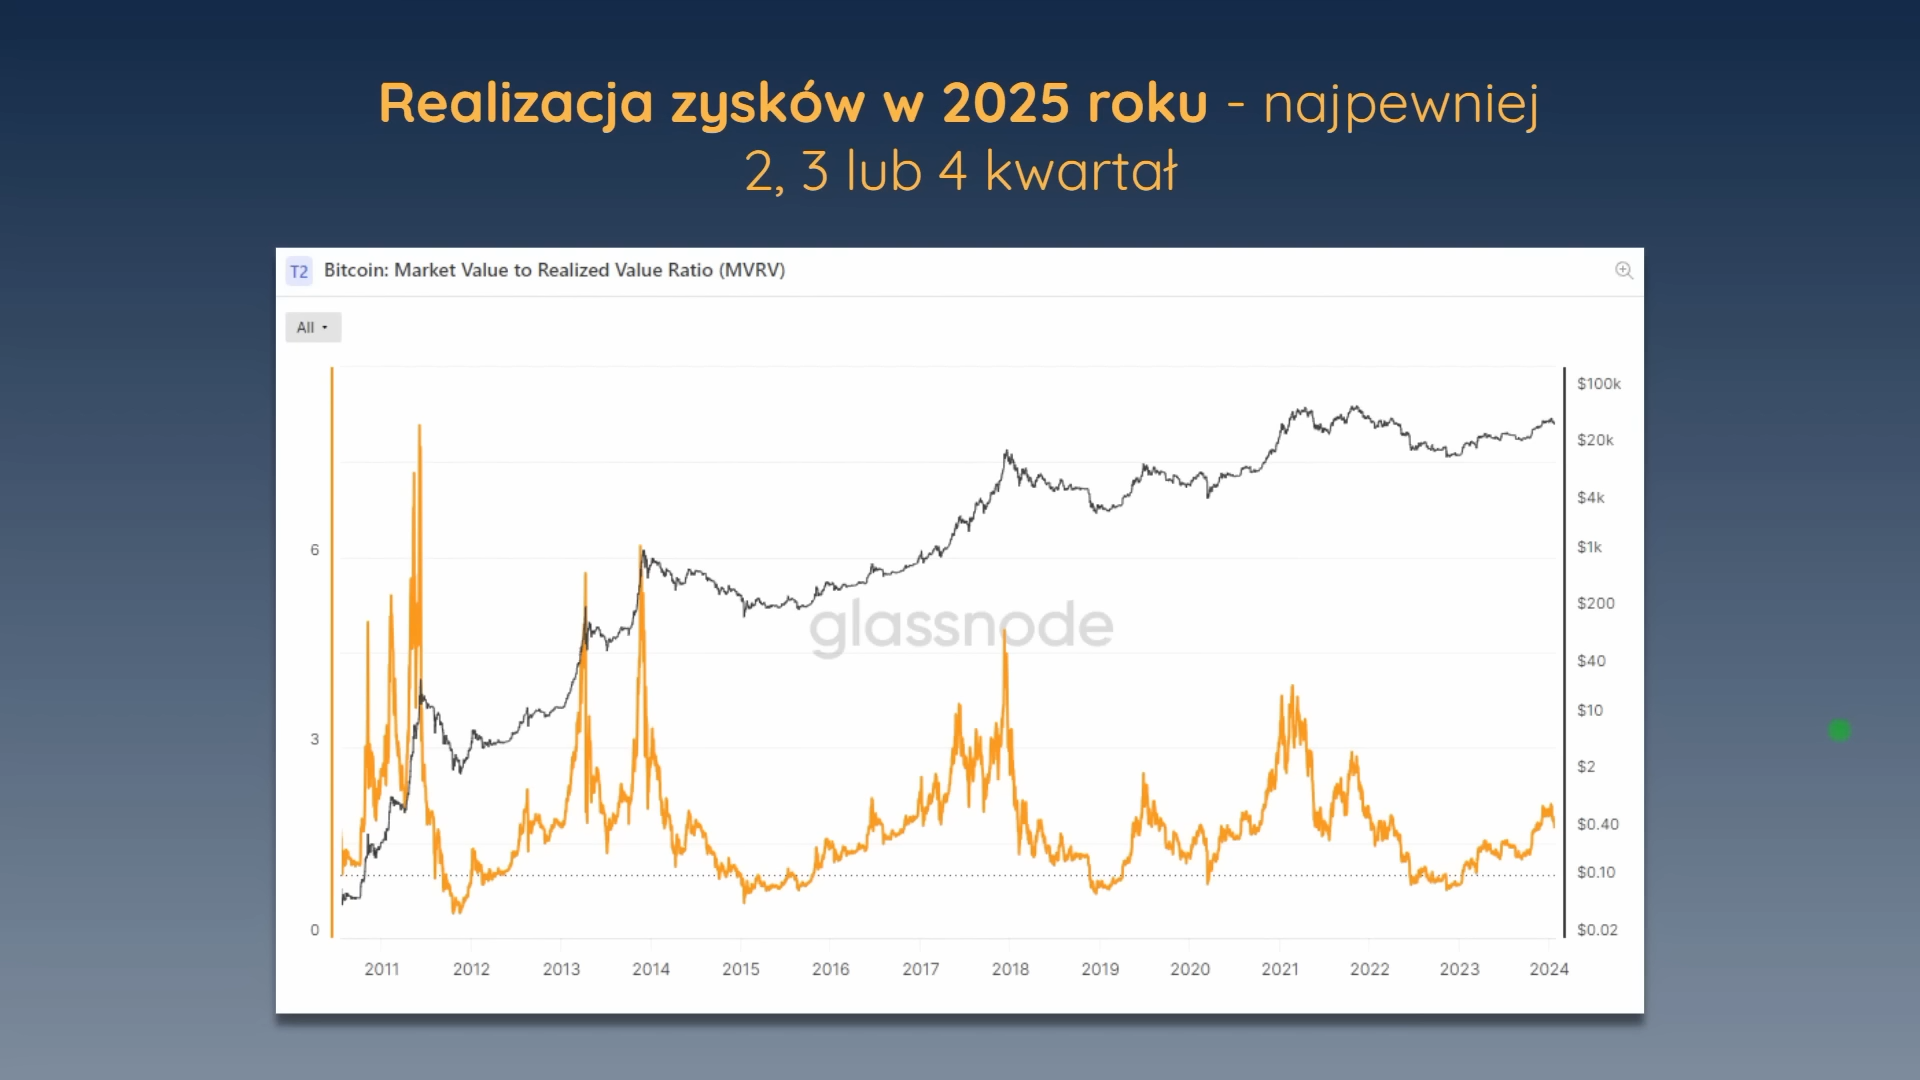 Realizacja zysków w 2025 roku - najpewniej
2, 3 lub 4 kwartał
T2 Bitcoin: Market Value to Realized Value Ratio (MVRV)
All
$100k
$20k
$4k
6
$1k
glassnode
$200
$40
$10
3
$2
$0.40
$0.10
0
$0.02
2011 2012 2013 2014 2015 2016 2017 2018 2019 2020 2021 2022 2023 2024